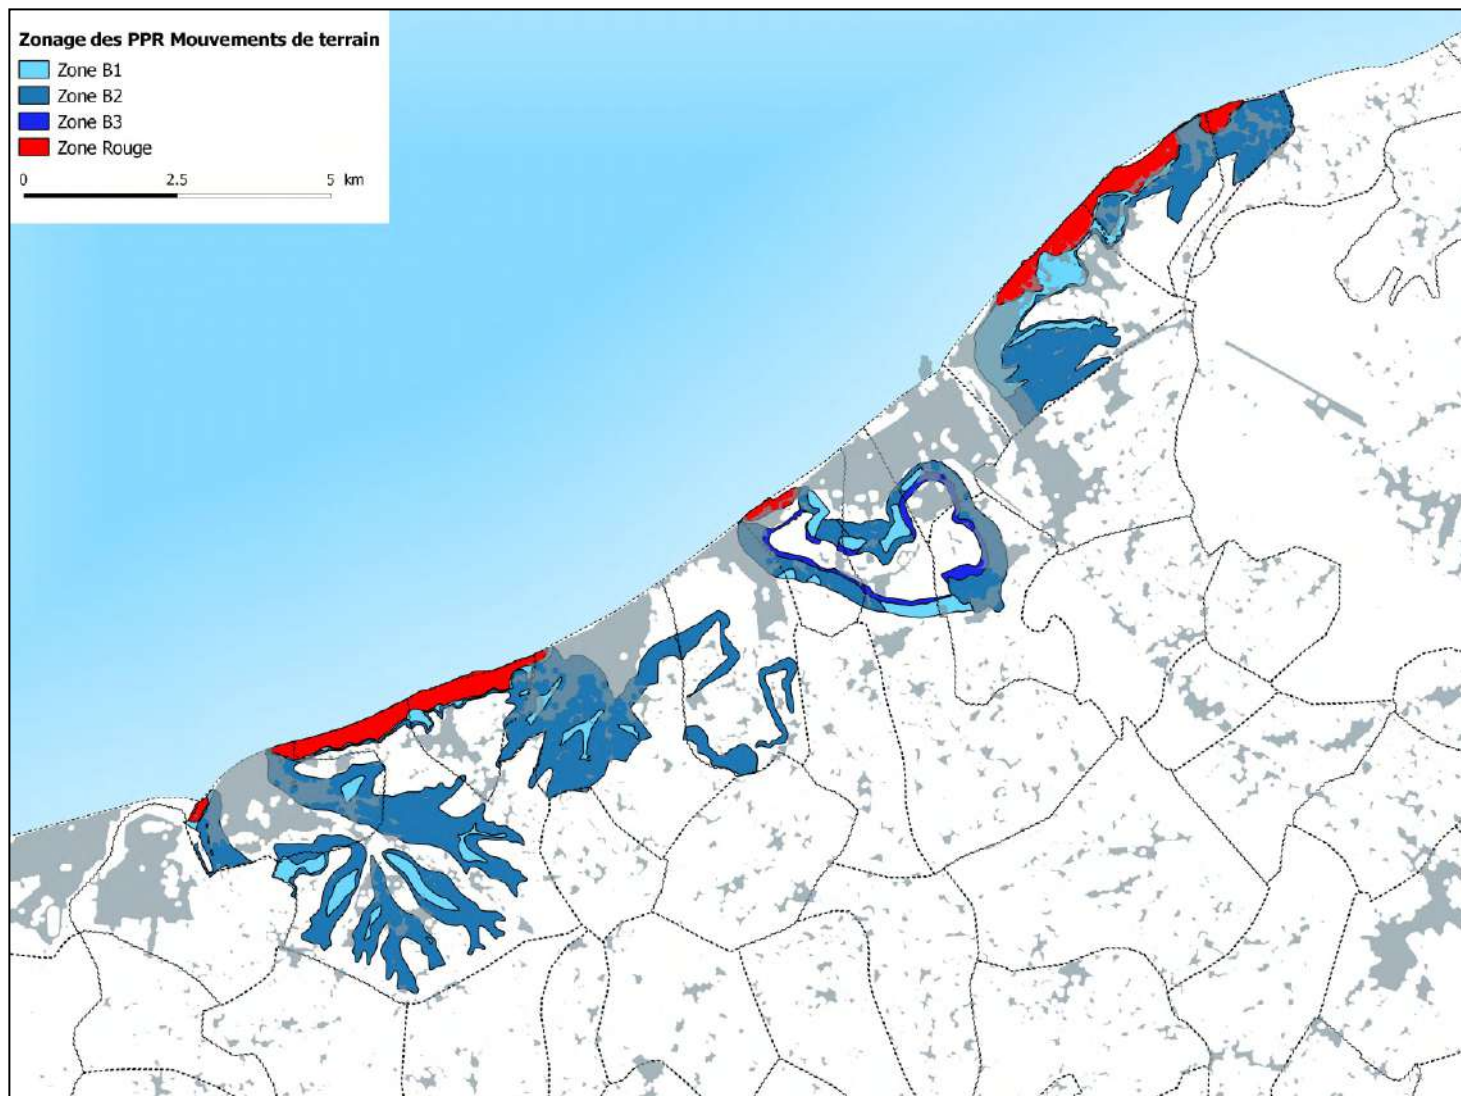 Zonage des PPR Mouvements de terrain
Zone B1
Zone B2
Zone B3
Zone Rouge
0 2.5 5 km